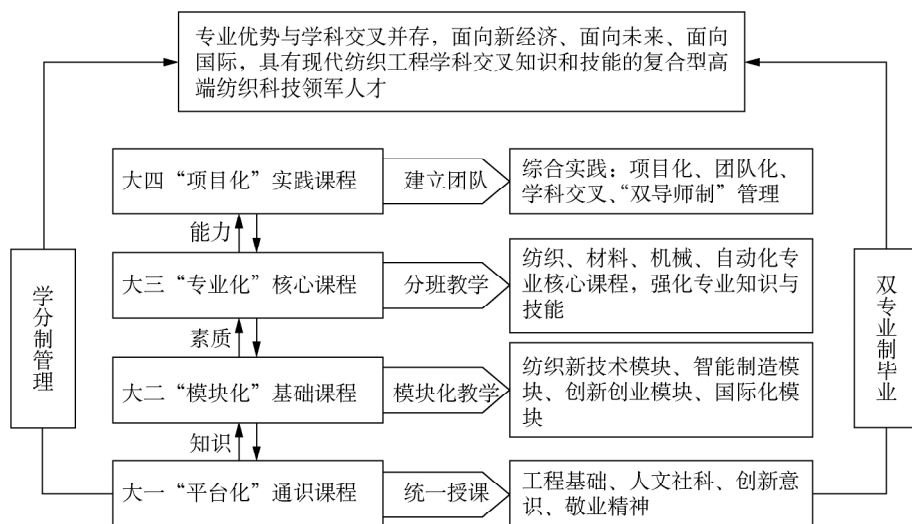 专业优势与学科交叉并存，面向新经济、面向未来、面向
国际，具有现代纺织工程学科交叉知识和技能的复合型高
端纺织科技领军人才
大四“项目化”实践课程
建立团队
综合实践：项目化、团队化、
学科交叉、“双导师制”管理
能力
大三“专业化”核心课程
分班教学
纺织、材料、机械、自动化专
业核心课程，强化专业知识与
技能
素质
大二“模块化”基础课程
模块化教学
纺织新技术模块、智能制造模
块、创新创业模块、国际化模
块
知识
大一“平台化”通识课程
统一授课
工程基础、人文社科、创新意
识、敬业精神
学分制管理
双专业制毕业